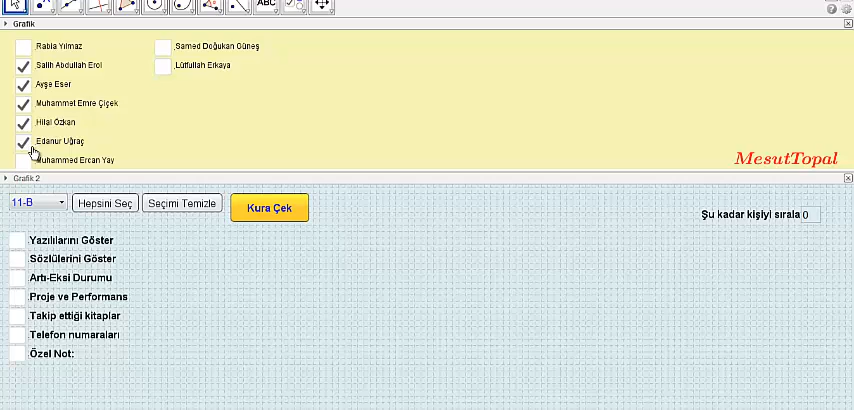 ABC
Grafik
Rabia Yılmaz
Samed Doğukan Güneş
Salih Abdullah Erol
Lütfullah Erkaya
Ayşe Eser
Muhammet Emre Çiçek
Hilal Özkan
Edanur Uğraç
Muhammed Ercan Yay
MesutTopal
Grafik 2
11-B
Hepsini Seç
Seçimi Temizle
Kura Çek
Şu kadar kişiyi sırala 0
Yazılılarını Göster
Sözlülerini Göster
Artı-Eksi Durumu
Proje ve Performans
Takip ettiği kitaplar
Telefon numaraları
Özel Not: